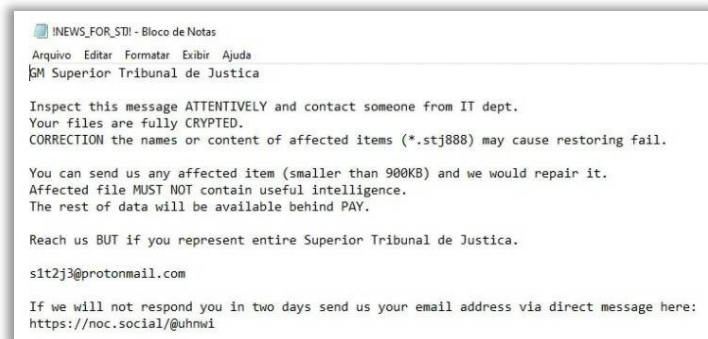 !NEWS_FOR_STJ! - Bloco de Notas
Arquivo Editar Formatar Exibir Ajuda
GM Superior Tribunal de Justica
Inspect this message ATTENTIVELY and contact someone from IT dept.
Your files are fully CRYPTED.
CORRECTION the names or content of affected items (*.stj888) may cause restoring fail.
You can send us any affected item (smaller than 900KB) and we would repair it.
Affected file MUST NOT contain useful intelligence.
The rest of data will be available behind PAY.
Reach us BUT if you represent entire Superior Tribunal de Justica.
s1t2j3@protonmail.com
If we will not respond you in two days send us your email address via direct message here:
https://noc.social/@uhnwi